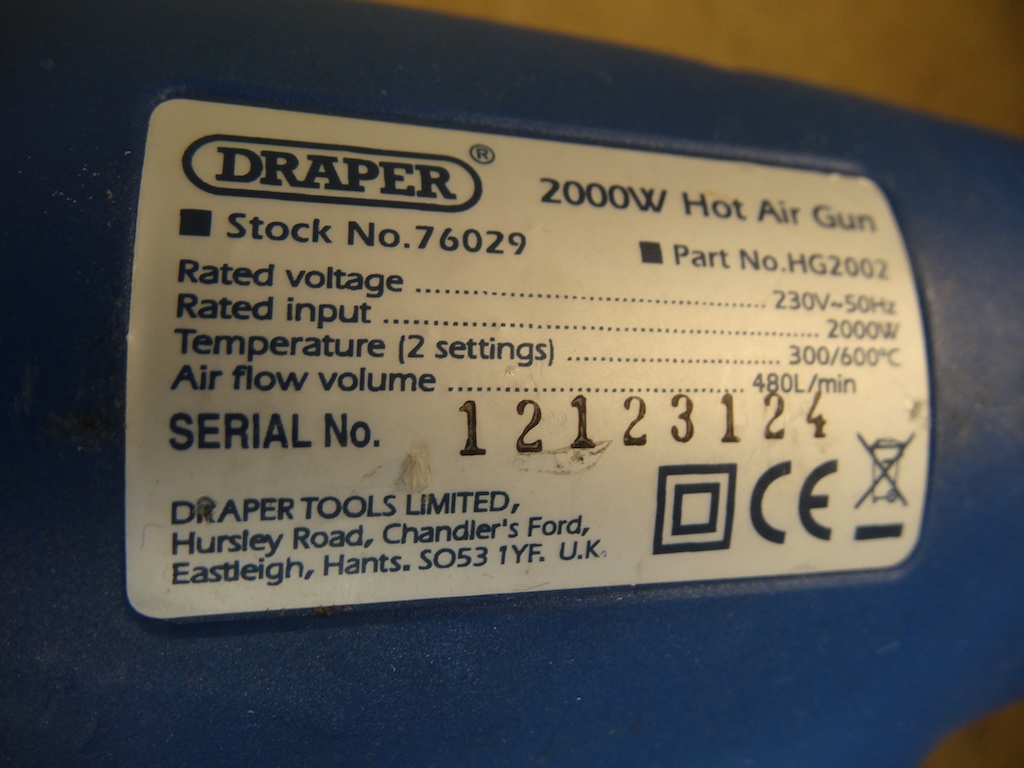 DRAPER®
2000W Hot Air Gun
■ Stock No.76029
■ Part No.HG2002
Rated voltage ........................................ 230V~50Hz
Rated input ................................................ 2000W
Temperature (2 settings) ........................ 300/600°C
Air flow volume ................................. 480L/min
SERIAL No. 12123124
DRAPER TOOLS LIMITED,
Hursley Road, Chandler's Ford,
Eastleigh, Hants. SO53 1YF. U.K.
CE